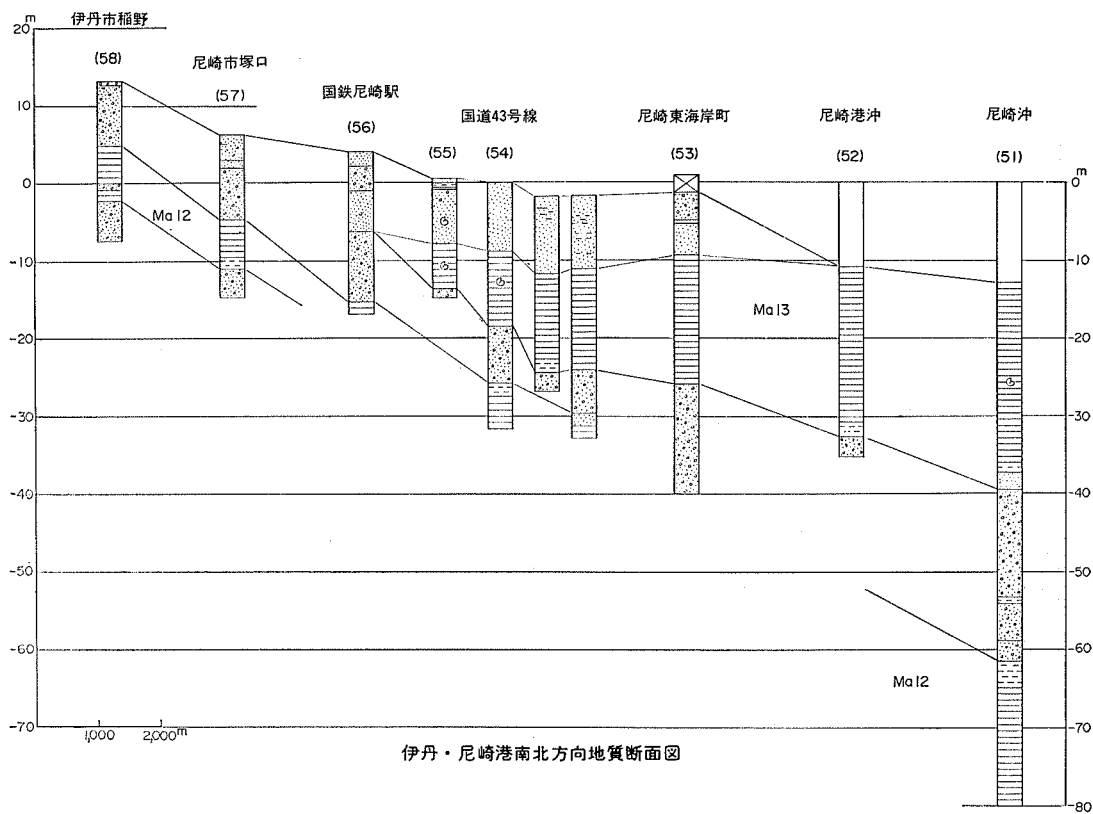 m
伊丹市稲野
20
(58)
尼崎市塚口
(57)
10
国鉄尼崎駅
(56)
国道43号線
(55)
(54)
尼崎東海岸町
(53)
尼崎港沖
(52)
尼崎沖
(51)
m
0
0
Ma12
-10
-10
Ma13
-20
-20
-30
-30
-40
-40
-50
-50
-60
-60
Ma12
-70
-70
1,000
2,000m
伊丹・尼崎港南北方向地質断面図
-80